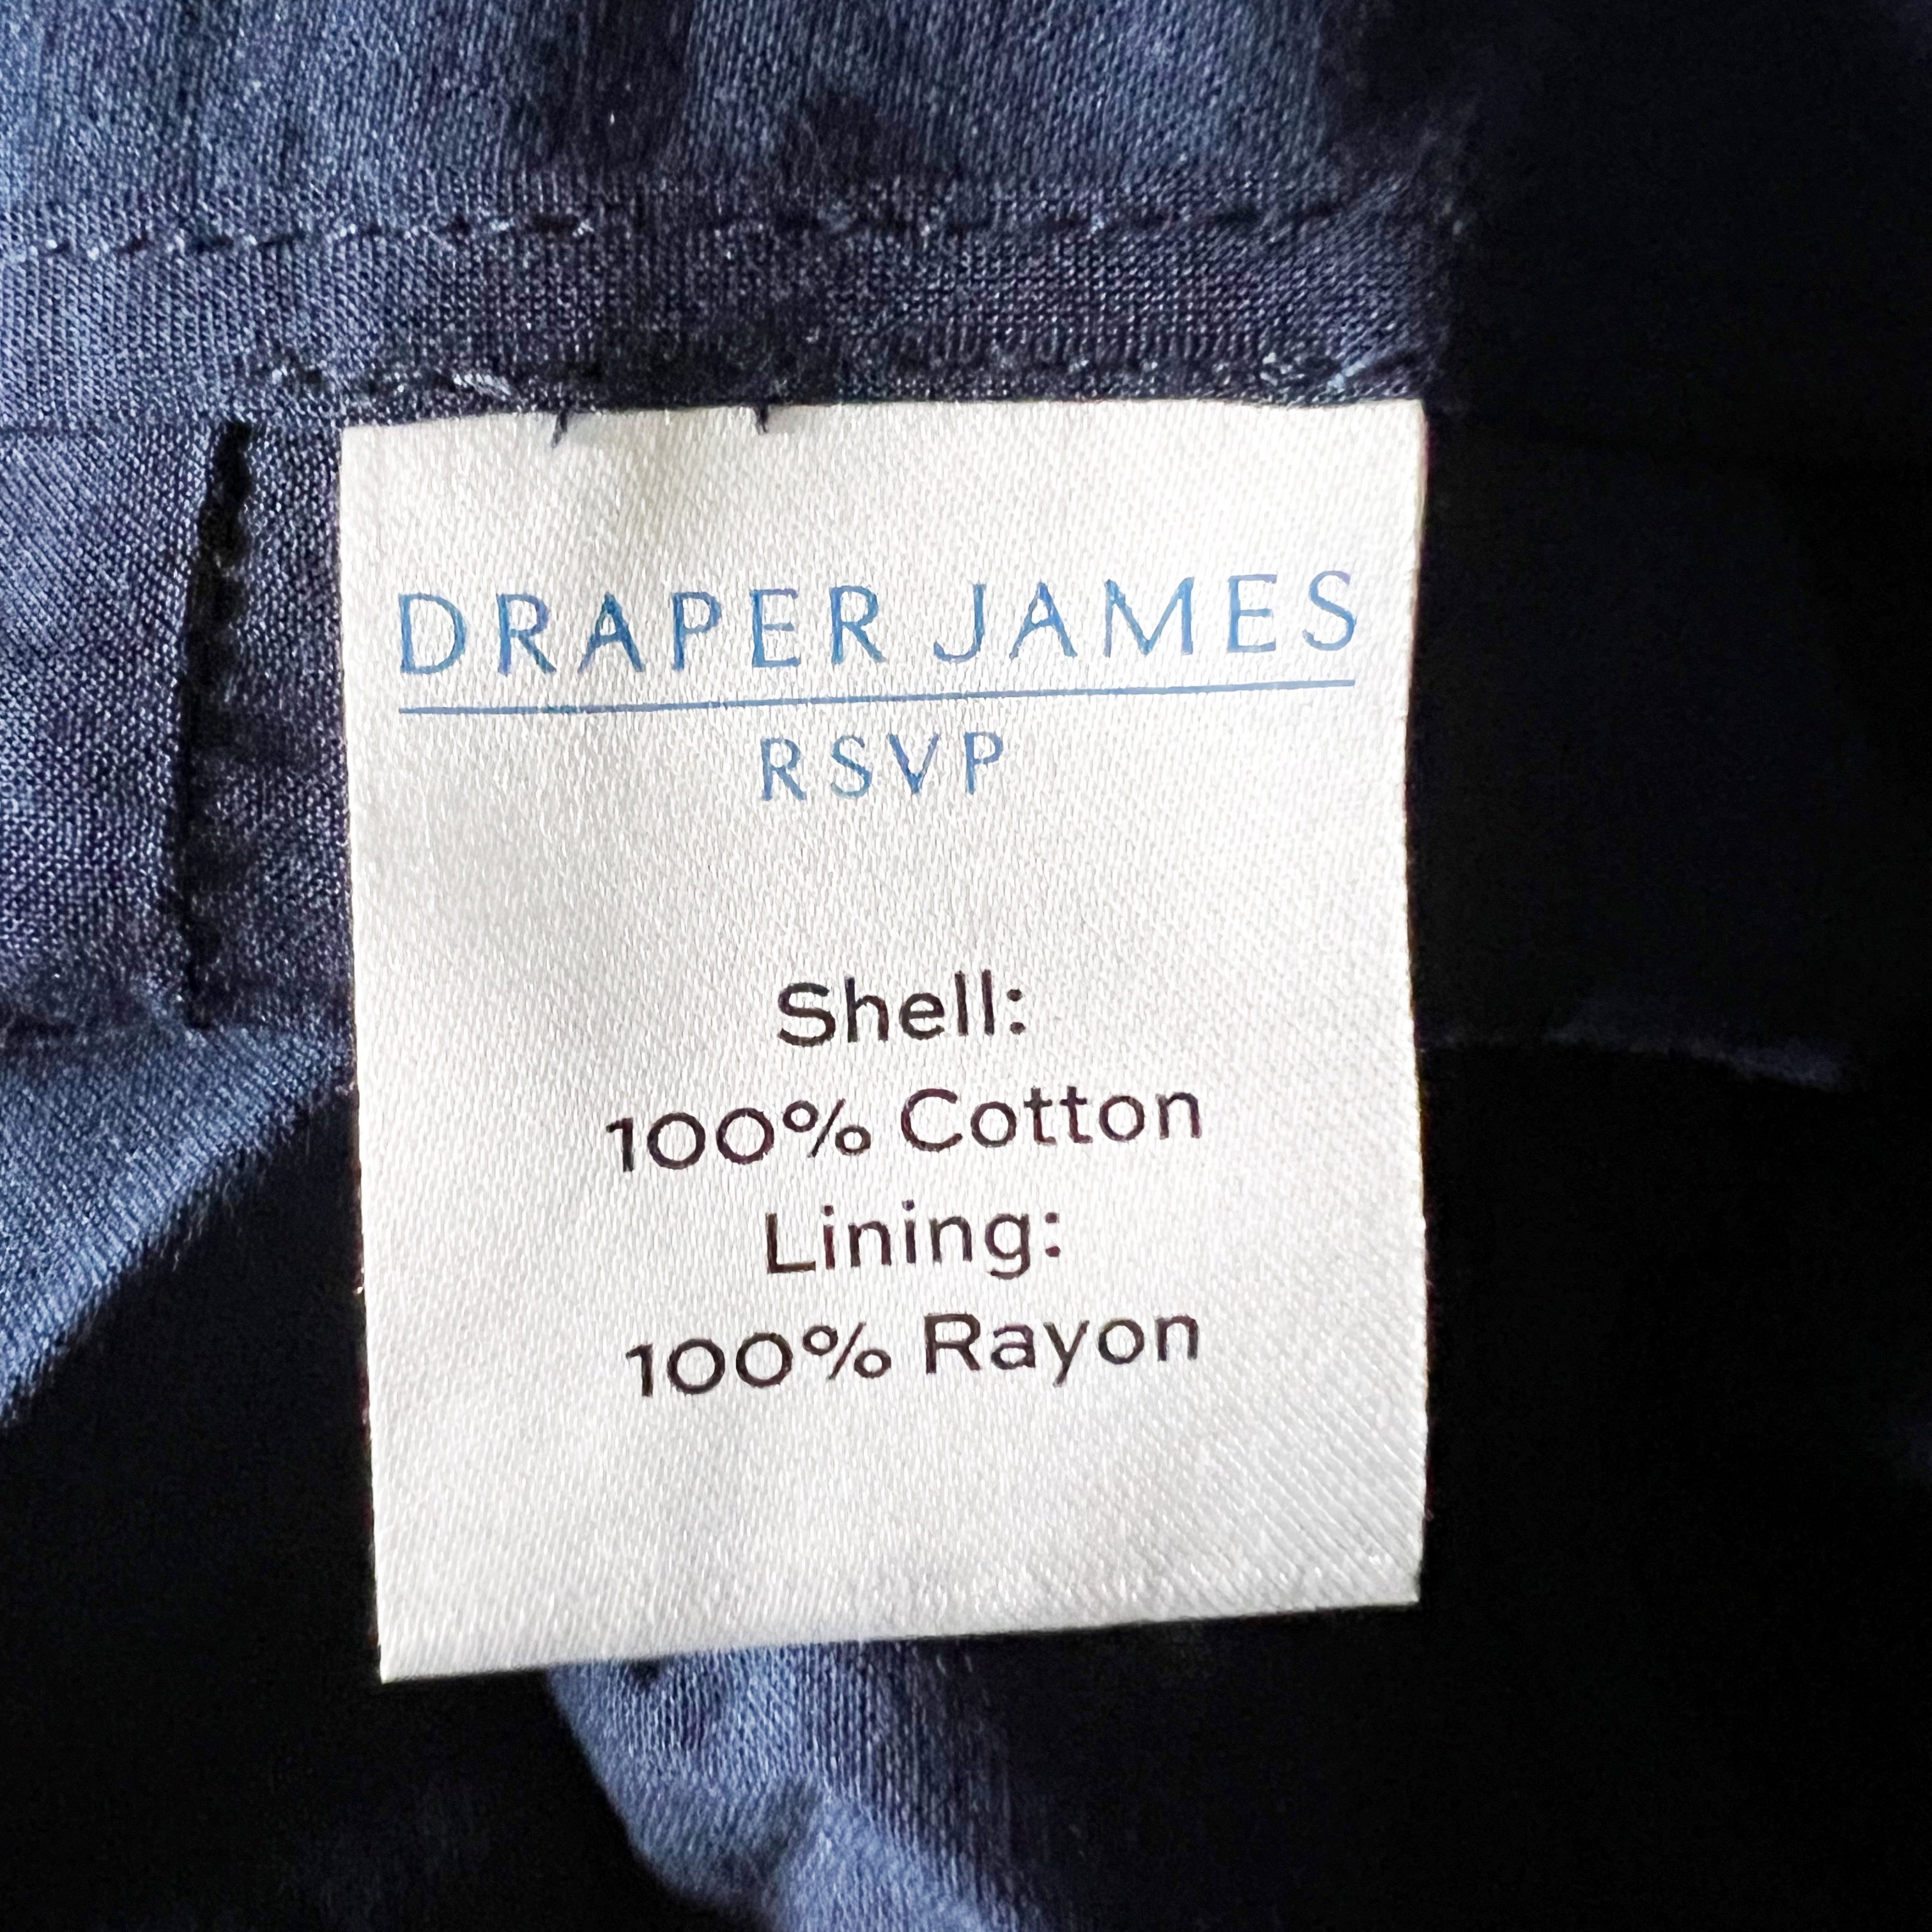 DRAPER JAMES
RSVP
Shell:
100% Cotton
Lining:
100% Rayon